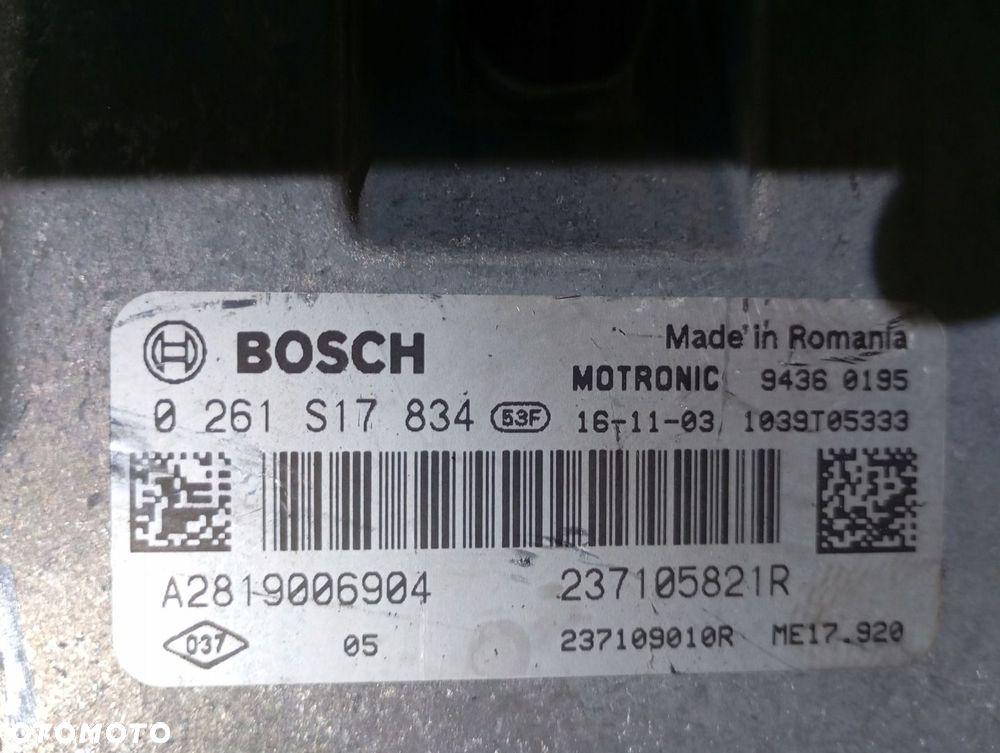 BOSCH
Made in Romania
MOTRONIC 9436 0195
0 261 S17 834 53F 16-11-03 1039T05333
A2819006904 237105821R
037 05 237109010R ME17.920
OTOMOTO